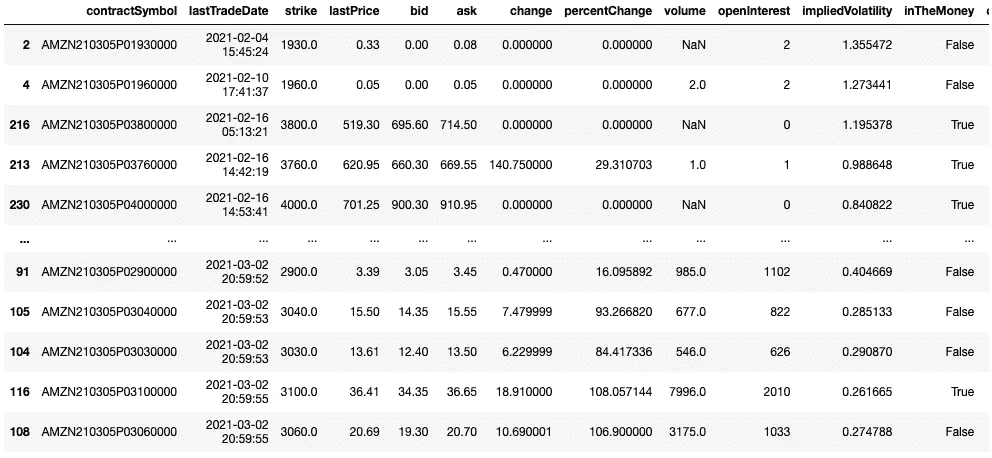 contractSymbol lastTradeDate strike lastPrice bid ask change percentChange volume openInterest impliedVolatility inTheMoney
2 AMZN210305P01930000 2021-02-04 15:45:24 1930.0 0.33 0.00 0.08 0.000000 0.000000 NaN 2 1.355472 False
4 AMZN210305P01960000 2021-02-10 17:41:37 1960.0 0.05 0.00 0.05 0.000000 0.000000 2.0 2 1.273441 False
216 AMZN210305P03800000 2021-02-16 05:13:21 3800.0 519.30 695.60 714.50 0.000000 0.000000 NaN 0 1.195378 True
213 AMZN210305P03760000 2021-02-16 14:42:19 3760.0 620.95 660.30 669.55 140.750000 29.310703 1.0 1 0.988648 True
230 AMZN210305P04000000 2021-02-16 14:53:41 4000.0 701.25 900.30 910.95 0.000000 0.000000 NaN 0 0.840822 True
... ... ... ... ... ... ... ... ... ... ... ... ...
91 AMZN210305P02900000 2021-03-02 20:59:52 2900.0 3.39 3.05 3.45 0.470000 16.095892 985.0 1102 0.404669 False
105 AMZN210305P03040000 2021-03-02 20:59:53 3040.0 15.50 14.35 15.55 7.479999 93.266820 677.0 822 0.285133 False
104 AMZN210305P03030000 2021-03-02 20:59:53 3030.0 13.61 12.40 13.50 6.229999 84.417336 546.0 626 0.290870 False
116 AMZN210305P03100000 2021-03-02 20:59:55 3100.0 36.41 34.35 36.65 18.910000 108.057144 7996.0 2010 0.261665 True
108 AMZN210305P03060000 2021-03-02 20:59:55 3060.0 20.69 19.30 20.70 10.690001 106.900000 3175.0 1033 0.274788 False